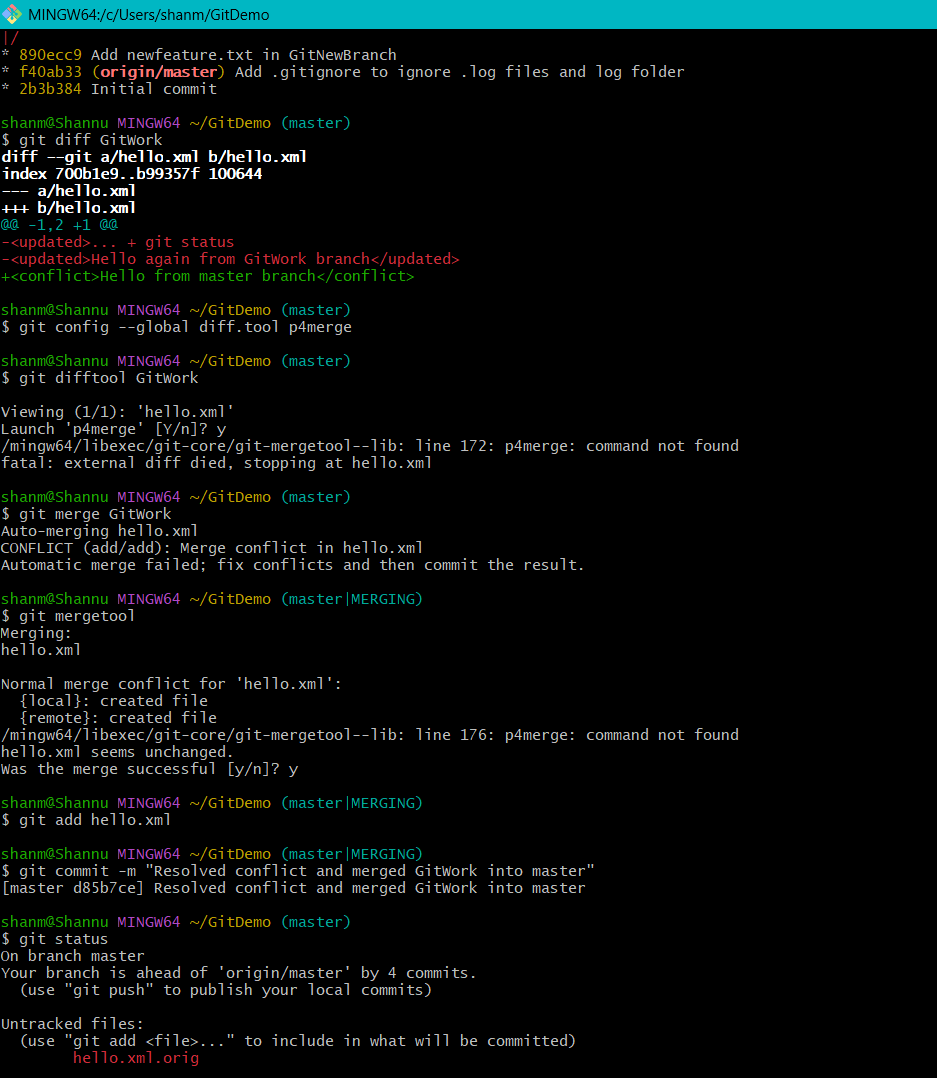 MINGW64:/c/Users/shanm/GitDemo
|/
* 890ecc9 Add newfeature.txt in GitNewBranch
* f40ab33 (origin/master) Add .gitignore to ignore .log files and log folder
* 2b3b384 Initial commit
shanm@Shannu MINGW64 ~/GitDemo (master)
$ git diff GitWork
diff --git a/hello.xml b/hello.xml
index 700b1e9..b99357f 100644
--- a/hello.xml
+++ b/hello.xml
@@ -1,2 +1 @@
-<updated>... + git status
-<updated>Hello again from GitWork branch</updated>
+<conflict>Hello from master branch</conflict>
shanm@Shannu MINGW64 ~/GitDemo (master)
$ git config --global diff.tool p4merge
shanm@Shannu MINGW64 ~/GitDemo (master)
$ git difftool GitWork
Viewing (1/1): 'hello.xml'
Launch 'p4merge' [Y/n]? y
/mingw64/libexec/git-core/git-mergetool--lib: line 172: p4merge: command not found
fatal: external diff died, stopping at hello.xml
shanm@Shannu MINGW64 ~/GitDemo (master)
$ git merge GitWork
Auto-merging hello.xml
CONFLICT (add/add): Merge conflict in hello.xml
Automatic merge failed; fix conflicts and then commit the result.
shanm@Shannu MINGW64 ~/GitDemo (master|MERGING)
$ git mergetool
Merging:
hello.xml
Normal merge conflict for 'hello.xml':
  {local}: created file
  {remote}: created file
/mingw64/libexec/git-core/git-mergetool--lib: line 176: p4merge: command not found
hello.xml seems unchanged.
Was the merge successful [y/n]? y
shanm@Shannu MINGW64 ~/GitDemo (master|MERGING)
$ git add hello.xml
shanm@Shannu MINGW64 ~/GitDemo (master|MERGING)
$ git commit -m "Resolved conflict and merged GitWork into master"
[master d85b7ce] Resolved conflict and merged GitWork into master
shanm@Shannu MINGW64 ~/GitDemo (master)
$ git status
On branch master
Your branch is ahead of 'origin/master' by 4 commits.
  (use "git push" to publish your local commits)
Untracked files:
  (use "git add <file>..." to include in what will be committed)
        hello.xml.orig